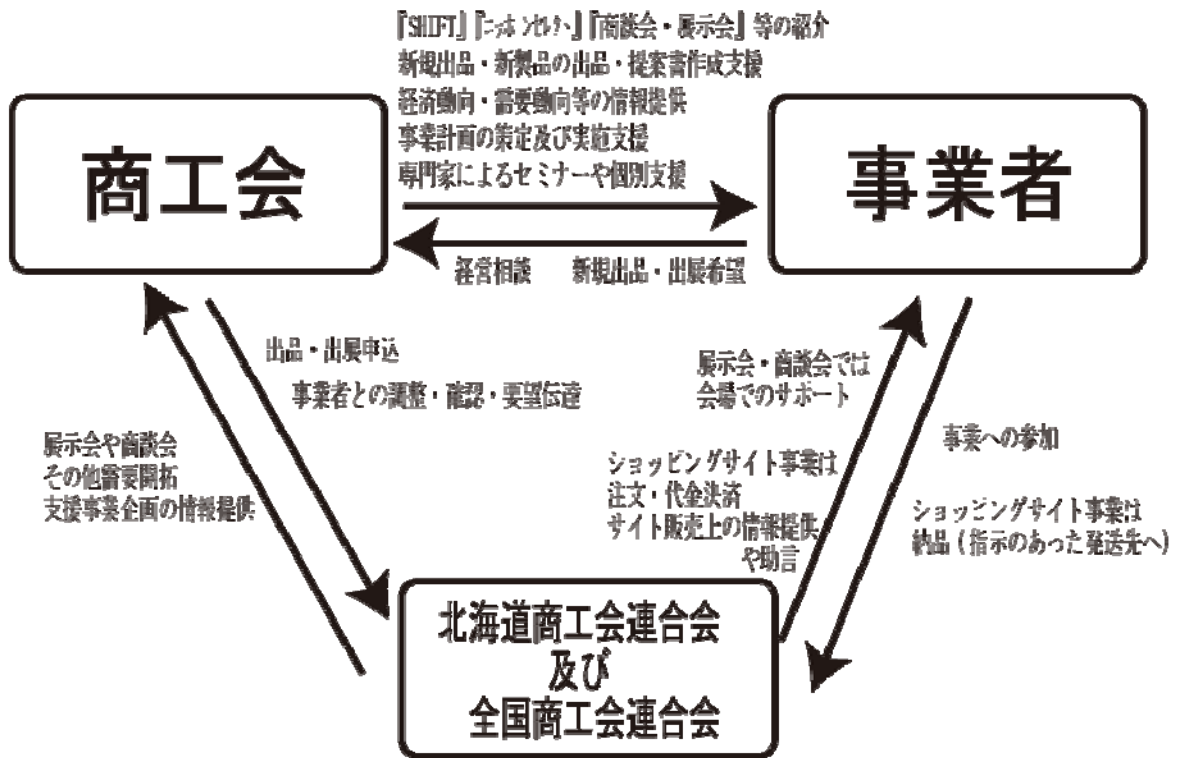 『SHIFT』『ニッポンセレクト』『商談会・展示会』等の紹介
新規出品・新製品の出品・提案書作成支援
経済動向・需要動向等の情報提供
事業計画の策定及び実施支援
専門家によるセミナーや個別支援
商工会
事業者
経営相談　新規出品・出展希望
出品・出展申込
事業者との調整・確認・要望伝達
展示会や商談会
その他需要開拓
支援事業企画の情報提供
展示会・商談会では
会場でのサポート
ショッピングサイト事業は
注文・代金決済
サイト販売上の情報提供
や助言
事業への参加
ショッピングサイト事業は
納品（指示のあった発送先へ）
北海道商工会連合会
及び
全国商工会連合会